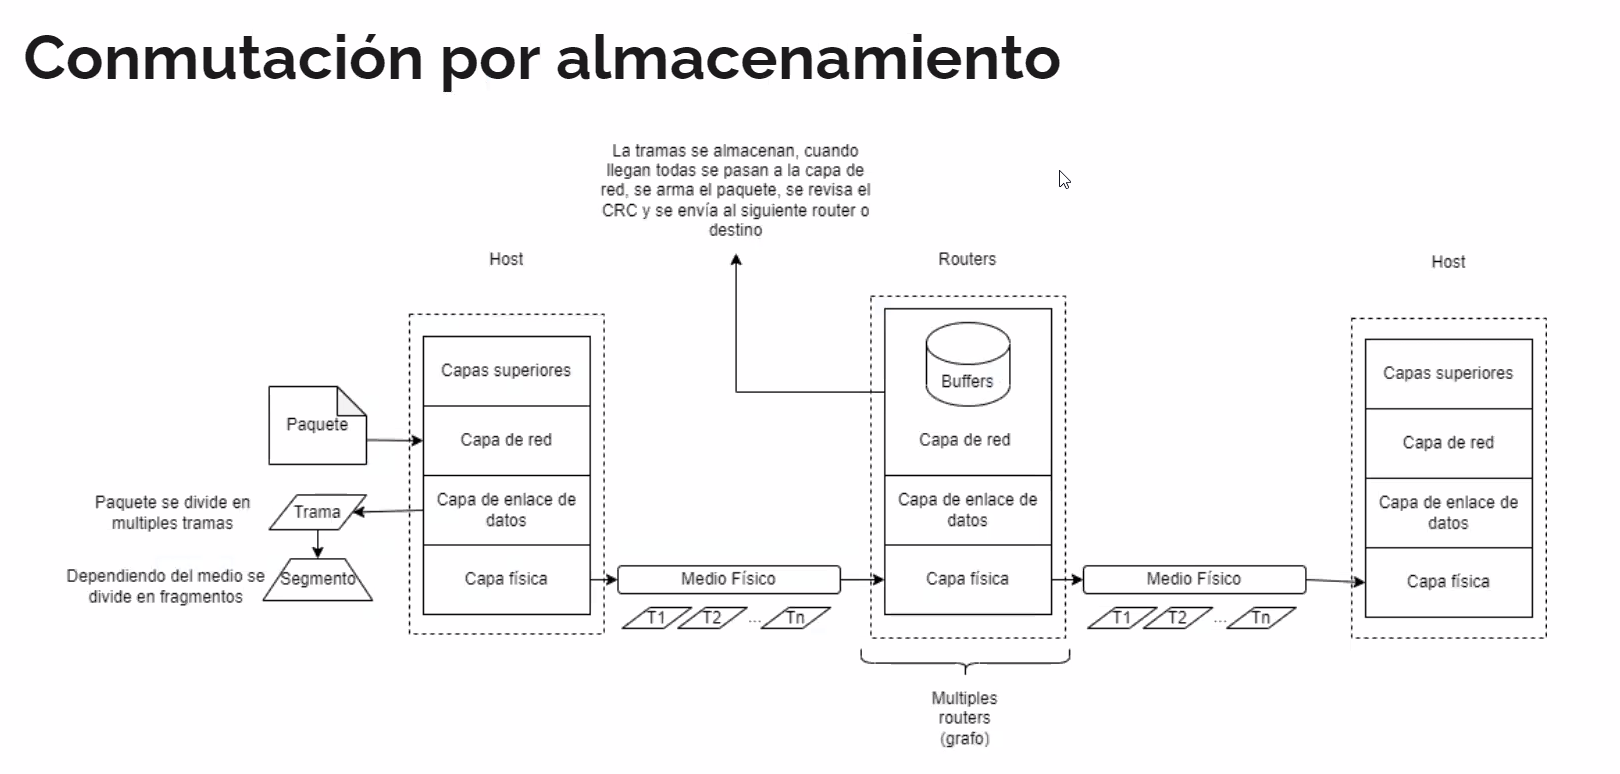 Conmutación por almacenamiento
La tramas se almacenan, cuando
llegan todas se pasan a la capa de
red, se arma el paquete, se revisa el
CRC y se envía al siguiente router o
destino
Host
Routers
Host
Paquete
Paquete se divide en
multiples tramas
Trama
Dependiendo del medio se
divide en fragmentos
Segmento
Capas superiores
Capa de red
Capa de enlace de
datos
Capa física
Medio Físico
T1 T2 ... Tn
Buffers
Capa de red
Capa de enlace de
datos
Capa física
Multiples
routers
(grafo)
Medio Físico
T1 T2 ... Tn
Capas superiores
Capa de red
Capa de enlace de
datos
Capa física